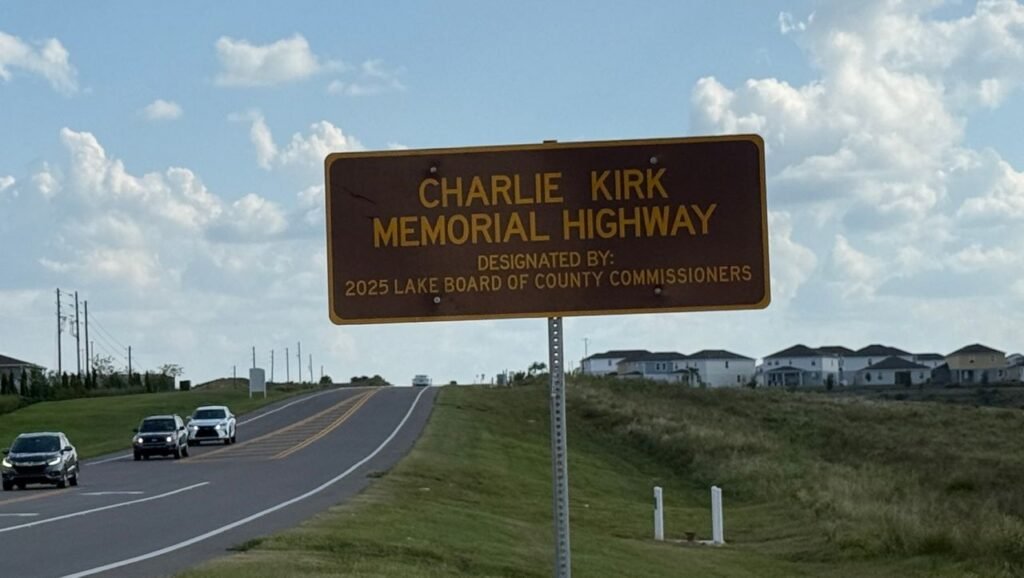 CHARLIE KIRK
MEMORIAL HIGHWAY
DESIGNATED BY:
2025 LAKE BOARD OF COUNTY COMMISSIONERS